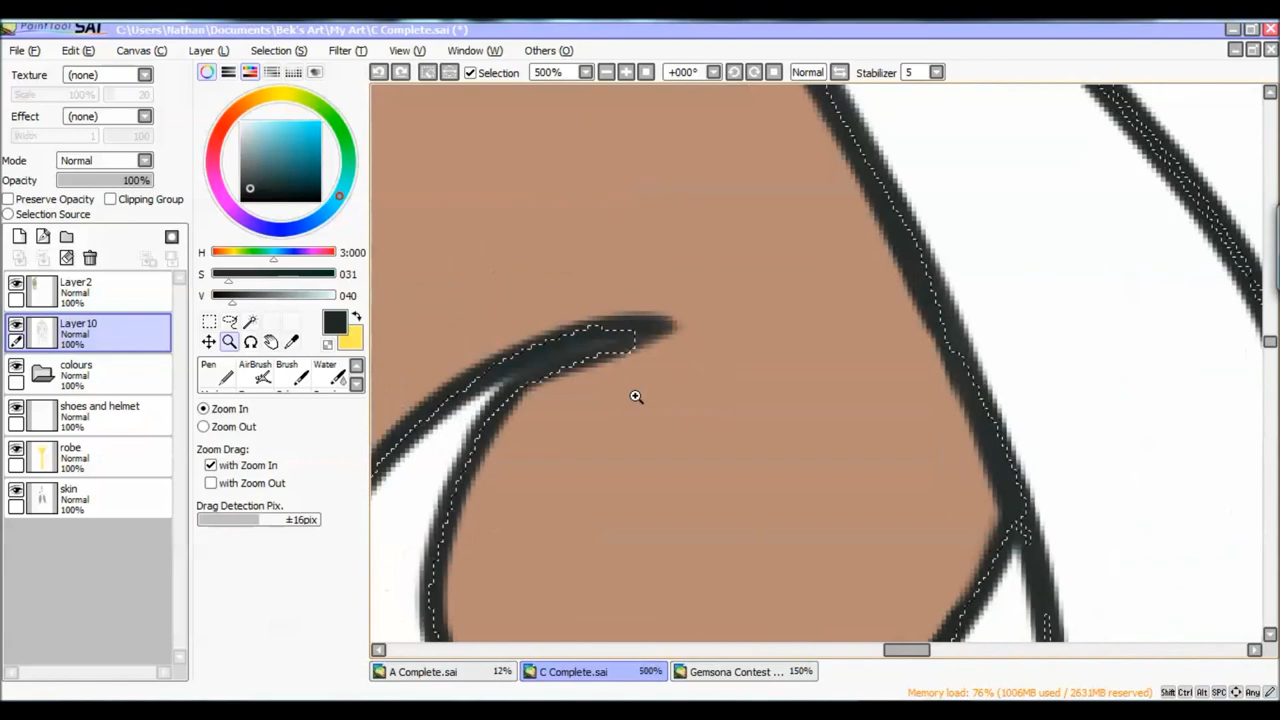 PaintTool SAI C:\Users\Nathan\Documents\Bek's Art\My Art\C Complete.sai (*)
File (F) Edit (E) Canvas (C) Layer (L) Selection (S) Filter (T) View (V) Window (W) Others (O)
Texture (none)
Scale 100% 20
Effect (none)
Width 1 100
Mode Normal
Opacity 100%
Preserve Opacity Clipping Group
Selection Source
Layer2
Normal
100%
Layer10
Normal
100%
colours
Normal
100%
shoes and helmet
Normal
100%
robe
Normal
100%
skin
Normal
100%
H 3:000
S 031
V 040
Pen AirBrush Brush Water
Zoom In
Zoom Out
Zoom Drag:
with Zoom In
with Zoom Out
Drag Detection Pix.
±16pix
Selection 500% +000° Normal Stabilizer 5
A Complete.sai 12% C Complete.sai 500% Gemsona Contest ... 150%
Memory load: 76% (1006MB used / 2631MB reserved) Shift Ctrl Alt SPC Any